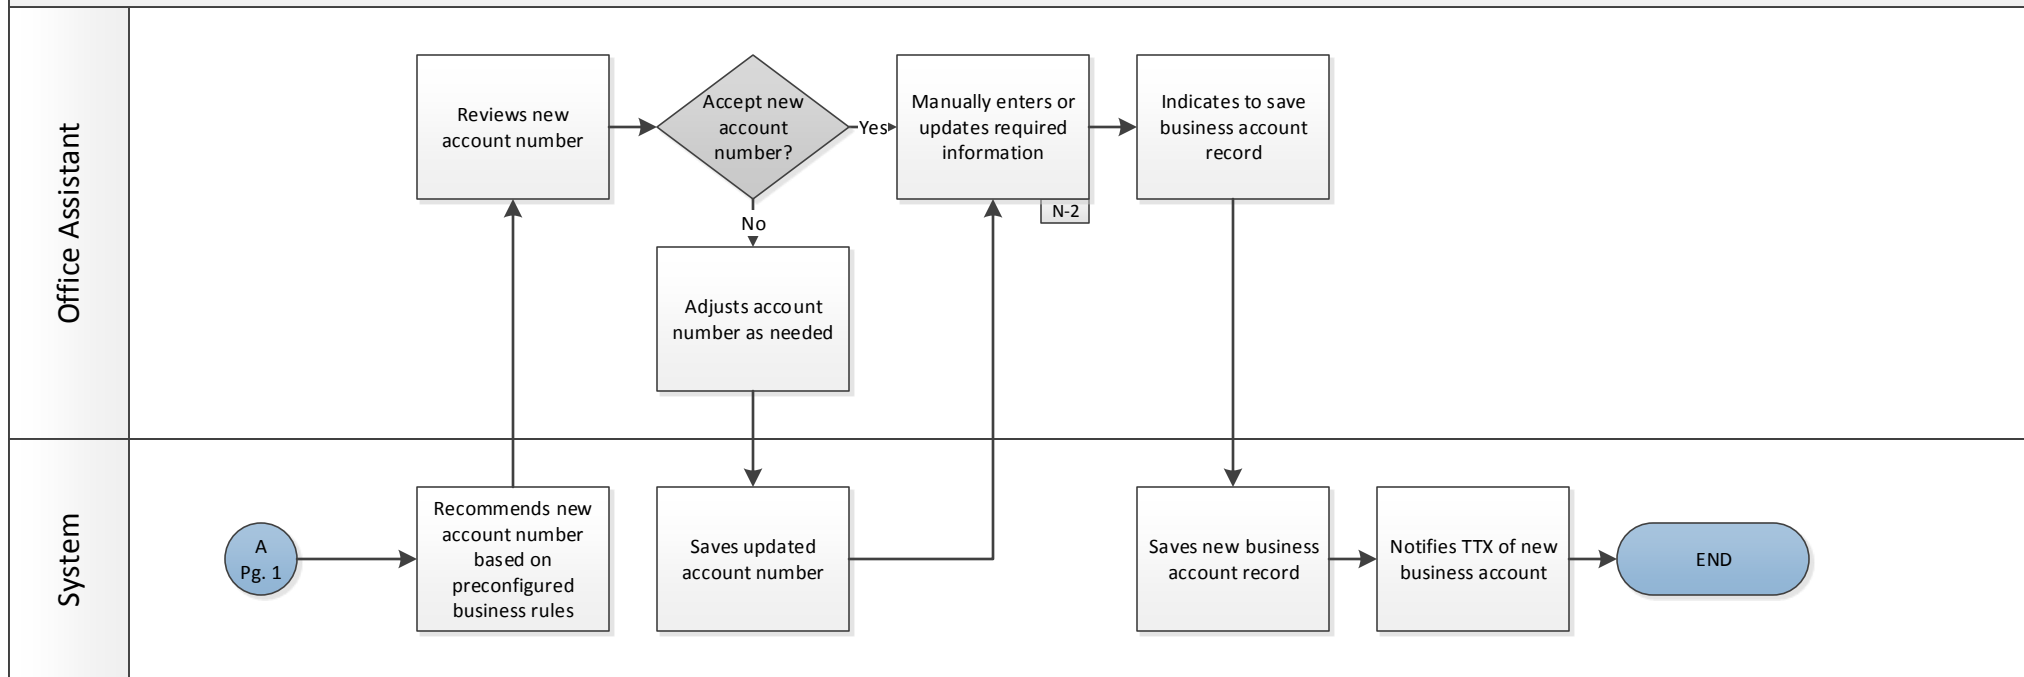 Office Assistant
Reviews new
account number
Accept new
account
number?
Yes
Manually enters or
updates required
information
N-2
Indicates to save
business account
record
No
Adjusts account
number as needed
System
A
Pg. 1
Recommends new
account number
based on
preconfigured
business rules
Saves updated
account number
Saves new business
account record
Notifies TTX of new
business account
END